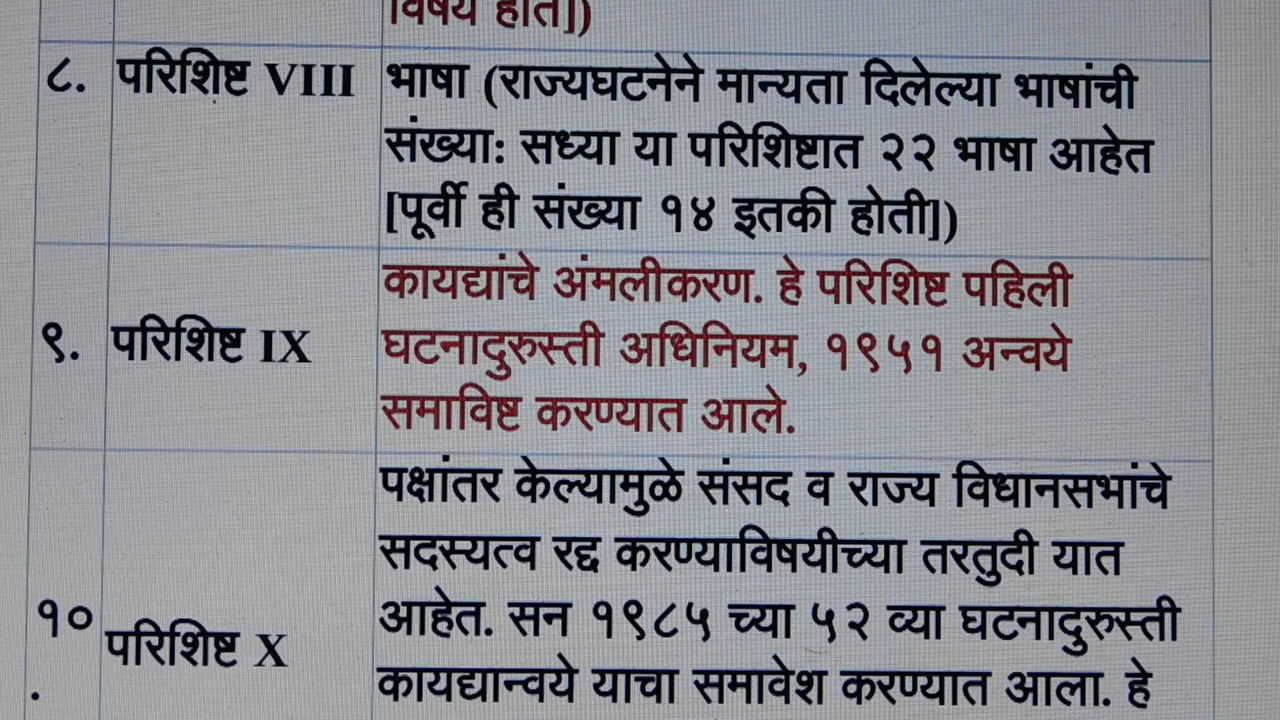 विषय होते])
८. परिशिष्ट VIII भाषा (राज्यघटनेने मान्यता दिलेल्या भाषांची
संख्याः सध्या या परिशिष्टात २२ भाषा आहेत
[पूर्वी ही संख्या १४ इतकी होती])
कायद्यांचे अंमलीकरण. हे परिशिष्ट पहिली
९. परिशिष्ट IX घटनादुरुस्ती अधिनियम, १९५१ अन्वये
समाविष्ट करण्यात आले.
पक्षांतर केल्यामुळे संसद व राज्य विधानसभांचे
सदस्यत्व रद्द करण्याविषयीच्या तरतुदी यात
१० परिशिष्ट X आहेत. सन १९८५ च्या ५२ व्या घटनादुरुस्ती
. कायद्यान्वये याचा समावेश करण्यात आला. हे